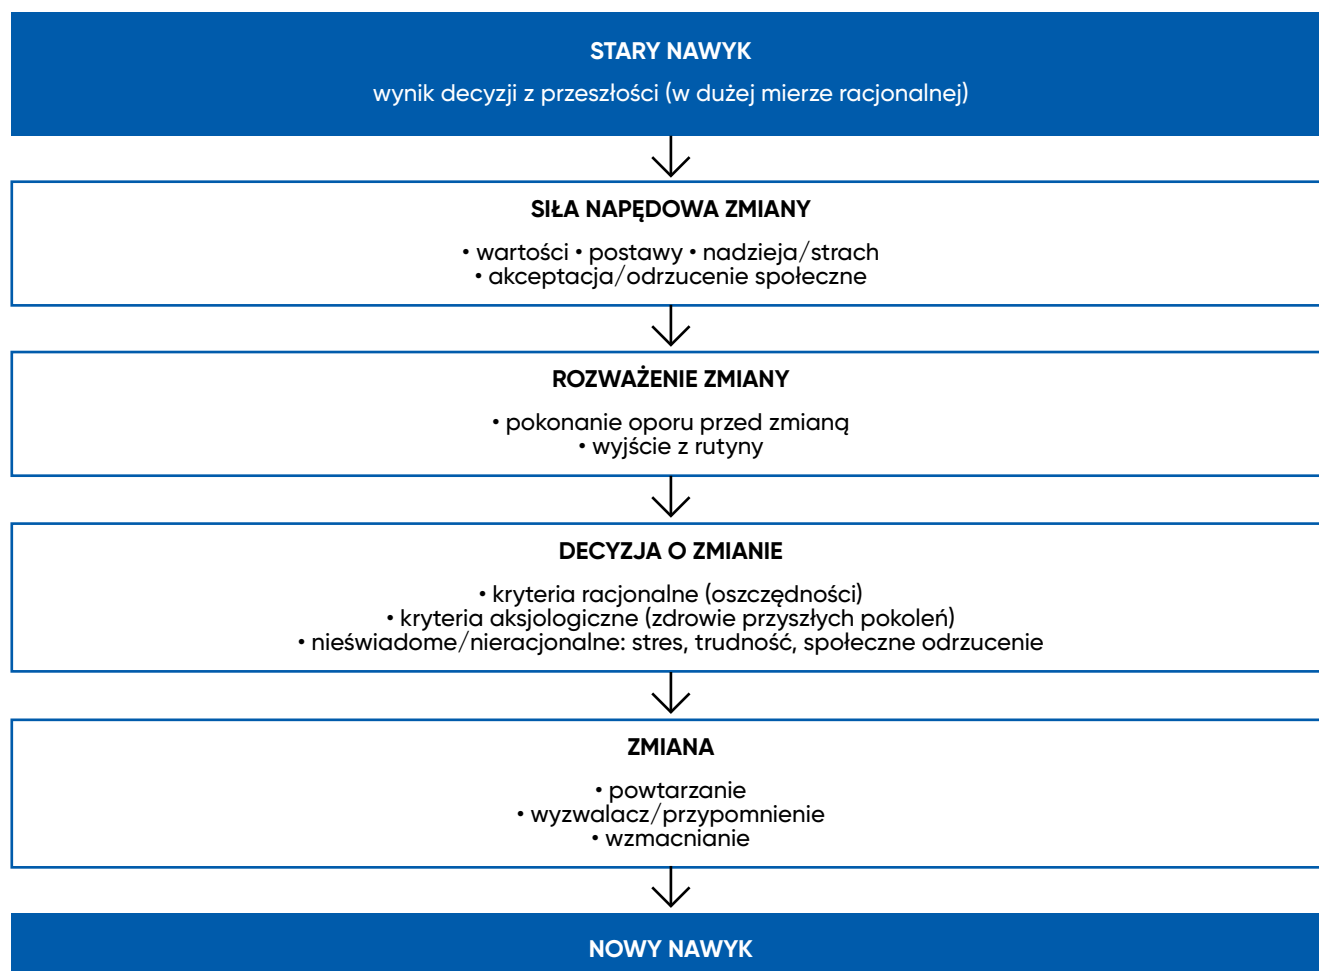 STARY NAWYK
wynik decyzji z przeszłości (w dużej mierze racjonalnej)
SIŁA NAPĘDOWA ZMIANY
• wartości • postawy • nadzieja/strach
• akceptacja/odrzucenie społeczne
ROZWAŻENIE ZMIANY
• pokonanie oporu przed zmianą
• wyjście z rutyny
DECYZJA O ZMIANIE
• kryteria racjonalne (oszczędności)
• kryteria aksjologiczne (zdrowie przyszłych pokoleń)
• nieświadome/nieracjonalne: stres, trudność, społeczne odrzucenie
ZMIANA
• powtarzanie
• wyzwalacz/przypomnienie
• wzmacnianie
NOWY NAWYK